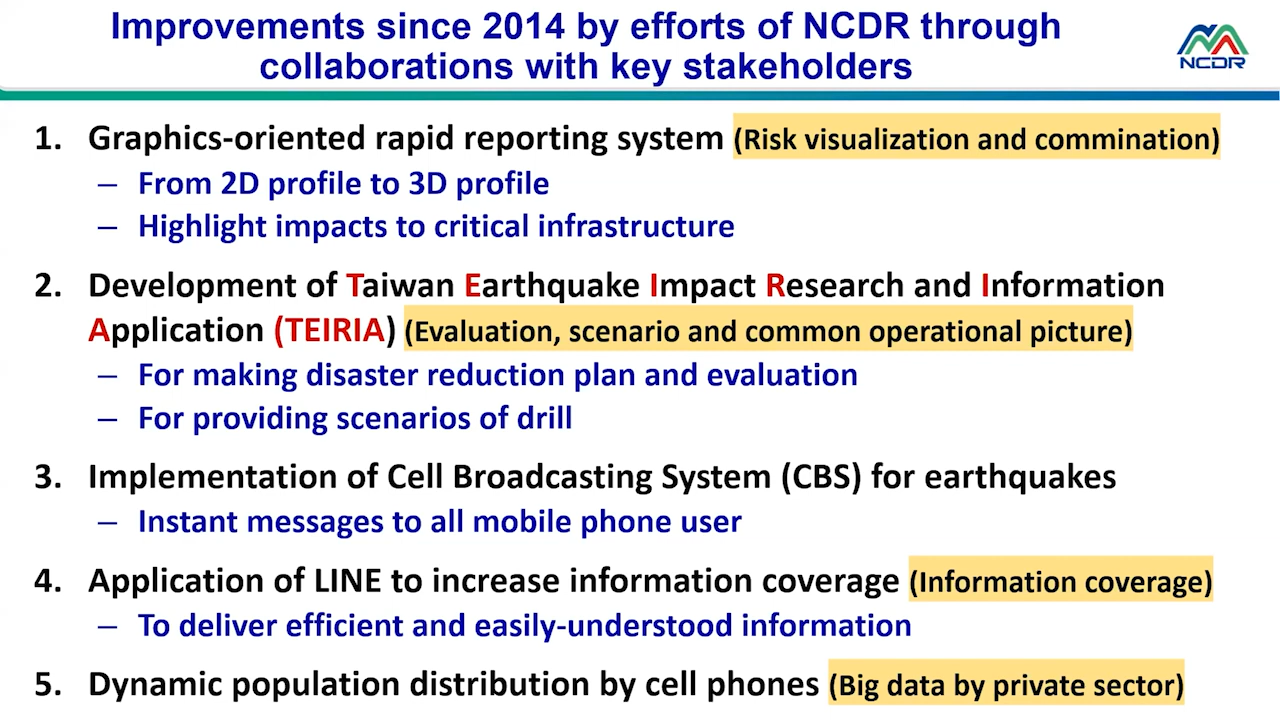 Improvements since 2014 by efforts of NCDR through
collaborations with key stakeholders
NCDR
1. Graphics-oriented rapid reporting system (Risk visualization and commination)
– From 2D profile to 3D profile
– Highlight impacts to critical infrastructure
2. Development of Taiwan Earthquake Impact Research and Information
Application (TEIRIA) (Evaluation, scenario and common operational picture)
– For making disaster reduction plan and evaluation
– For providing scenarios of drill
3. Implementation of Cell Broadcasting System (CBS) for earthquakes
– Instant messages to all mobile phone user
4. Application of LINE to increase information coverage (Information coverage)
– To deliver efficient and easily-understood information
5. Dynamic population distribution by cell phones (Big data by private sector)